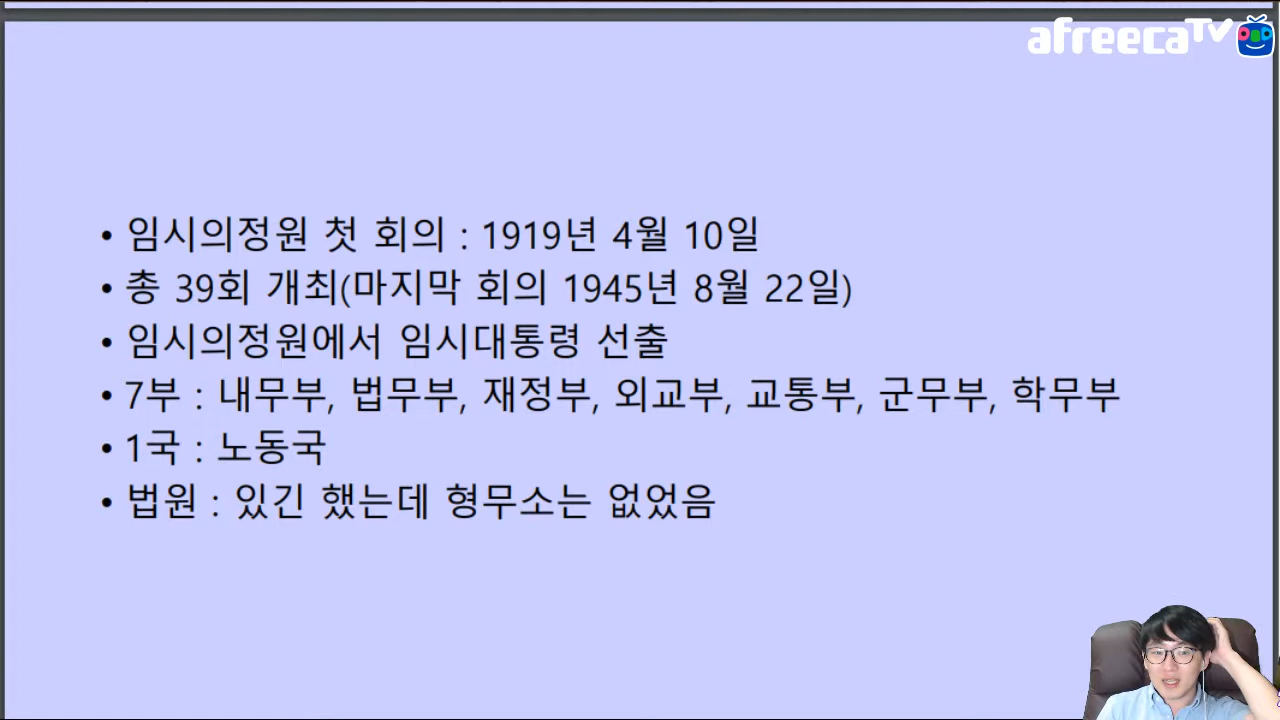 afreecaTV
• 임시의정원 첫 회의 : 1919년 4월 10일
• 총 39회 개최(마지막 회의 1945년 8월 22일)
• 임시의정원에서 임시대통령 선출
• 7부 : 내무부, 법무부, 재정부, 외교부, 교통부, 군무부, 학무부
• 1국 : 노동국
• 법원 : 있긴 했는데 형무소는 없었음